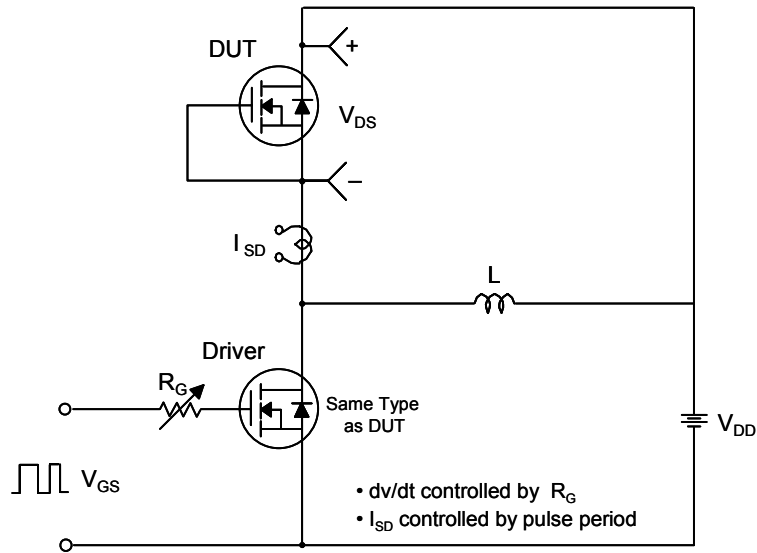 DUT
+
V_DS
–
I_SD
L
Driver
R_G
Same Type
as DUT
V_DD
V_GS
• dv/dt controlled by R_G
• I_SD controlled by pulse period